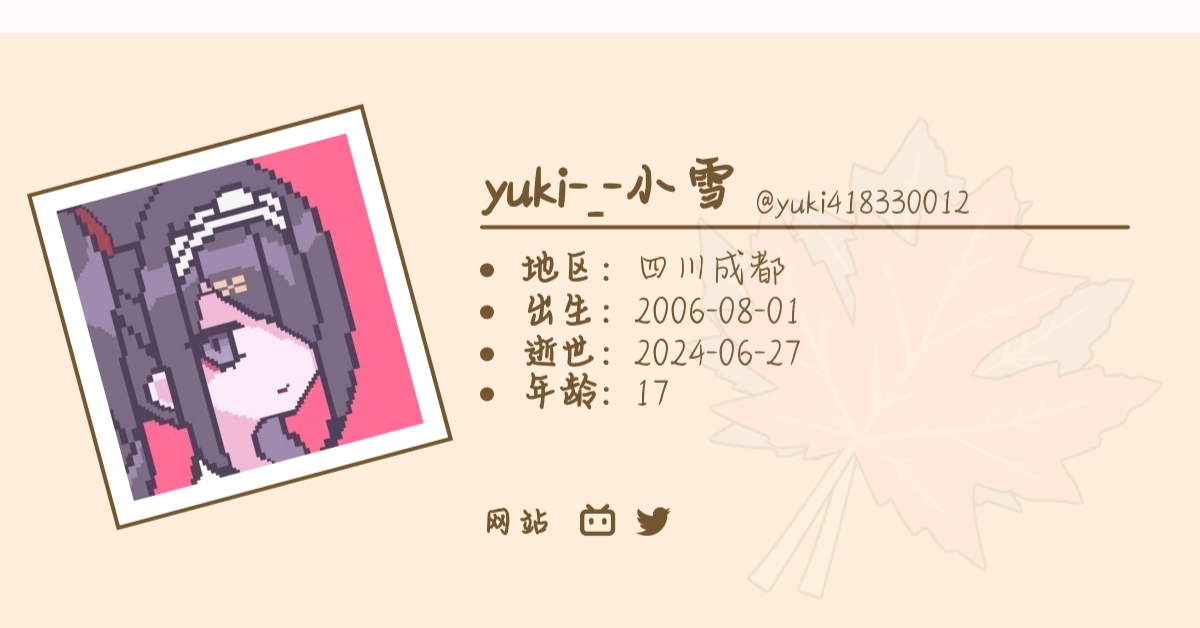 yuki-_-小雪 @yuki418330012
地区：四川成都
出生：2006-08-01
逝世：2024-06-27
年龄：17
网站